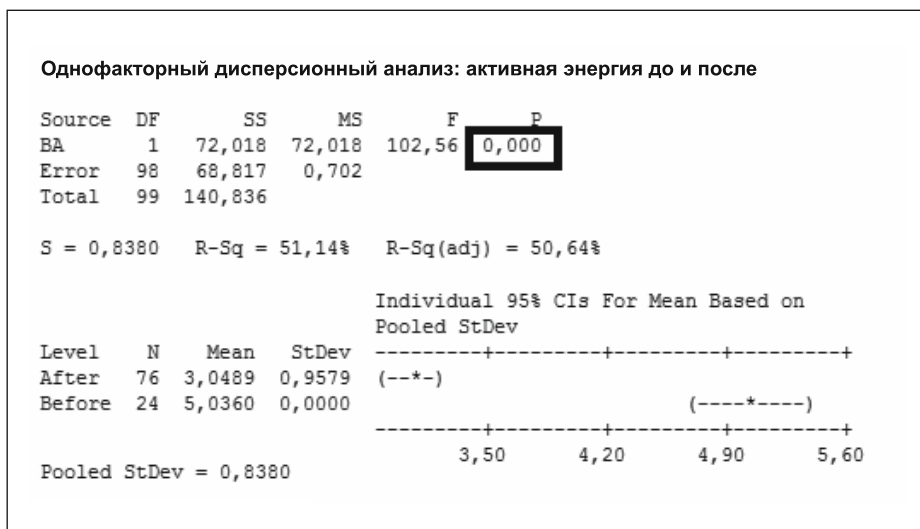 Однофакторный дисперсионный анализ: активная энергия до и после
Source DF SS MS F P
BA 1 72,018 72,018 102,56 0,000
Error 98 68,817 0,702
Total 99 140,836
S = 0,8380 R-Sq = 51,14% R-Sq(adj) = 50,64%
Individual 95% CIs For Mean Based on
Pooled StDev
Level N Mean StDev ---------+---------+---------+---------+
After 76 3,0489 0,9579 (--*-)
Before 24 5,0360 0,0000 (----*----)
---------+---------+---------+---------+
3,50 4,20 4,90 5,60
Pooled StDev = 0,8380